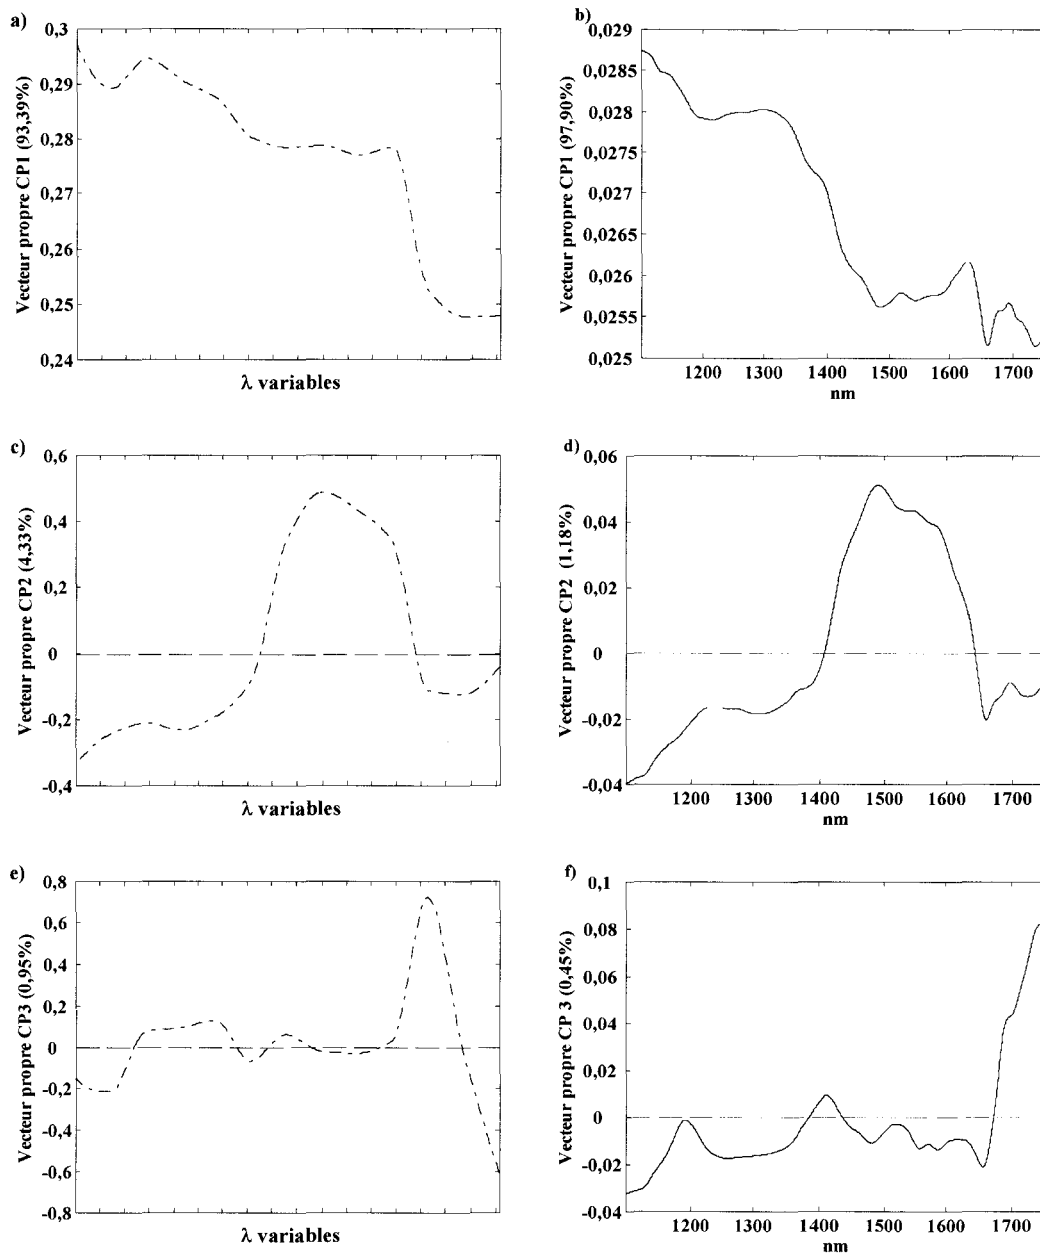 a)
Vecteur propre CP1 (93,39%)
0,3
0,29
0,28
0,27
0,26
0,25
0,24
λ variables
b)
Vecteur propre CP1 (97,90%)
0,029
0,0285
0,028
0,0275
0,027
0,0265
0,026
0,0255
0,025
1200 1300 1400 1500 1600 1700
nm
c)
Vecteur propre CP2 (4,33%)
0,6
0,4
0,2
0
-0,2
-0,4
λ variables
d)
Vecteur propre CP2 (1,18%)
0,06
0,04
0,02
0
-0,02
-0,04
1200 1300 1400 1500 1600 1700
nm
e)
Vecteur propre CP3 (0,95%)
0,8
0,6
0,4
0,2
0
-0,2
-0,4
-0,6
-0,8
λ variables
f)
Vecteur propre CP 3 (0,45%)
0,1
0,08
0,06
0,04
0,02
0
-0,02
-0,04
1200 1300 1400 1500 1600 1700
nm